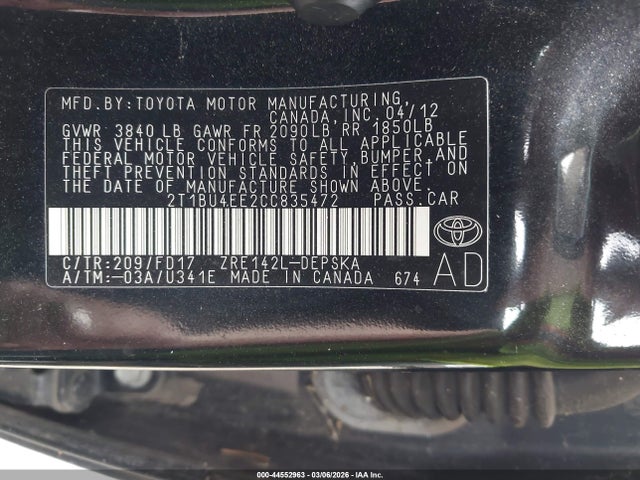 MFD.BY:TOYOTA MOTOR MANUFACTURING,
CANADA,INC.04/12
GVWR 3840 LB GAWR FR 2090LB RR 1850LB
THIS VEHICLE CONFORMS TO ALL APPLICABLE
FEDERAL MOTOR VEHICLE SAFETY,BUMPER,AND
THEFT PREVENTION STANDARDS IN EFFECT ON
THE DATE OF MANUFACTURE SHOWN ABOVE.
2T1BU4EE2CC835472 PASS.CAR
C/TR:209/FD17 ZRE142L-DEPSKA
A/TM:-03A/U341E MADE IN CANADA 674 AD
000-44552963 - 03/06/2026 - IAA Inc.